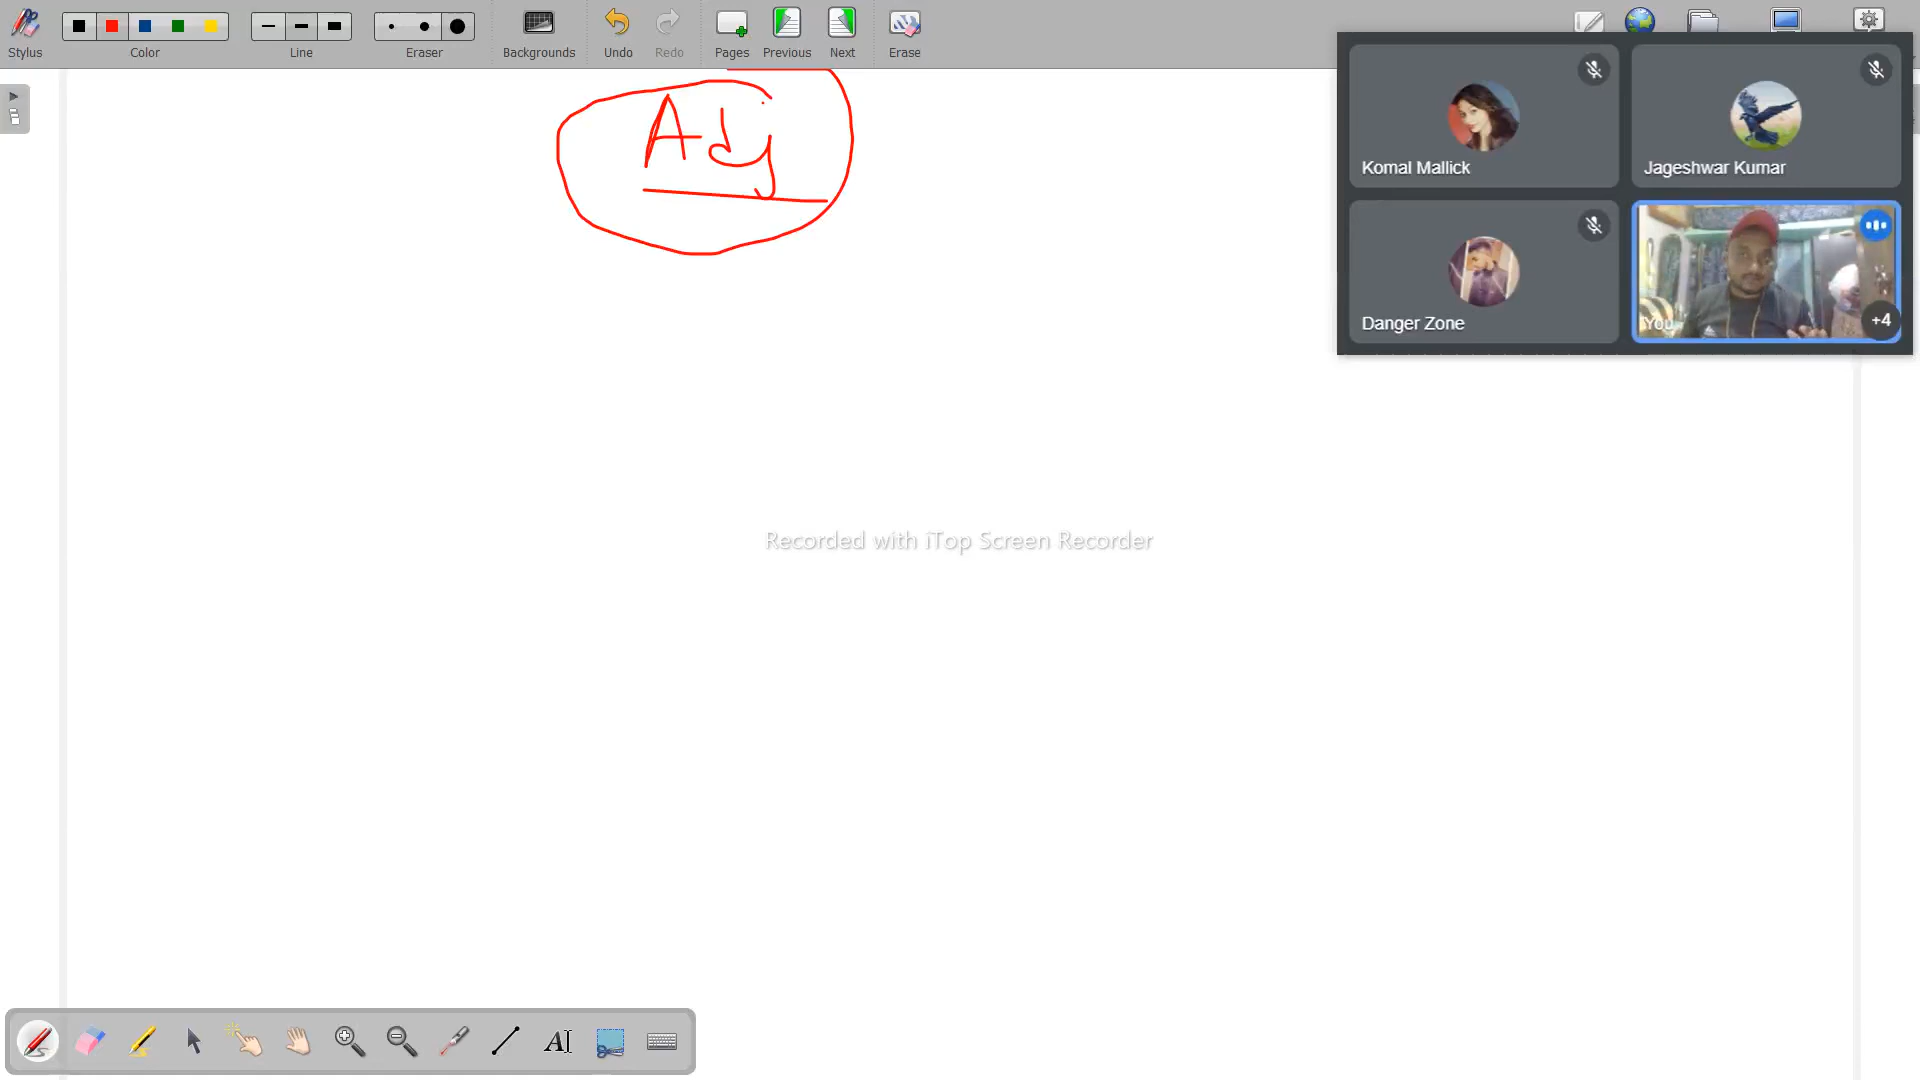 Stylus
Color
Line
Eraser
Backgrounds
Undo
Redo
Pages
Previous
Next
Erase
Adj
Komal Mallick
Jageshwar Kumar
Danger Zone
You
+4
Recorded with iTop Screen Recorder
AI